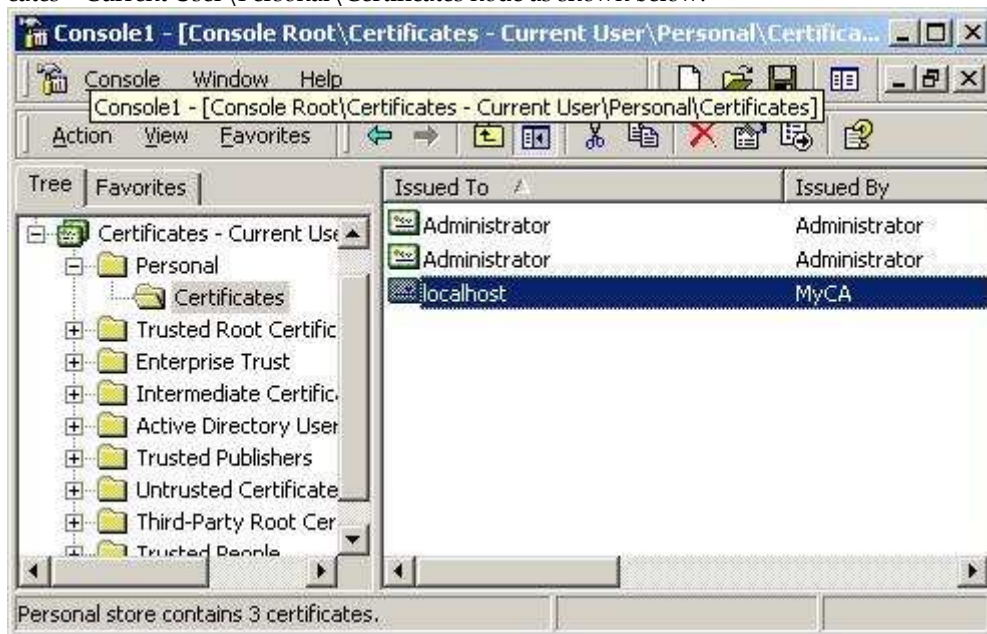 Console1 - [Console Root\Certificates - Current User\Personal\Certifica...
Console Window Help
Console1 - [Console Root\Certificates - Current User\Personal\Certificates]
Action View Favorites
Tree Favorites
Issued To Issued By
Certificates - Current Use
Personal
Certificates
Trusted Root Certific
Enterprise Trust
Intermediate Certific
Active Directory User
Trusted Publishers
Untrusted Certificate
Third-Party Root Cer
Trusted People
Administrator Administrator
Administrator Administrator
localhost MyCA
Personal store contains 3 certificates.